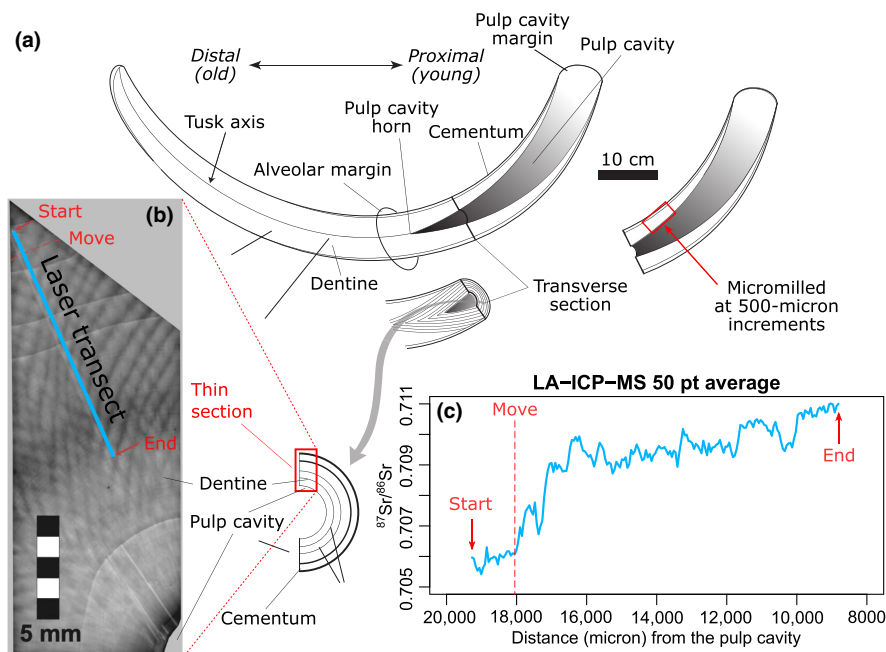 (a)
Distal
(old)
Proximal
(young)
Pulp cavity
margin
Pulp cavity
Pulp cavity
horn
Cementum
Tusk axis
Alveolar margin
Dentine
10 cm
Transverse
section
Micromilled
at 500-micron
increments
(b)
Start
Move
Laser transect
End
5 mm
Thin
section
Dentine
Pulp cavity
Cementum
LA−ICP−MS 50 pt average
(c)
Move
Start
End
87Sr/86Sr
0.711
0.709
0.707
0.705
20,000
18,000
16,000
14,000
12,000
10,000
8000
Distance (micron) from the pulp cavity